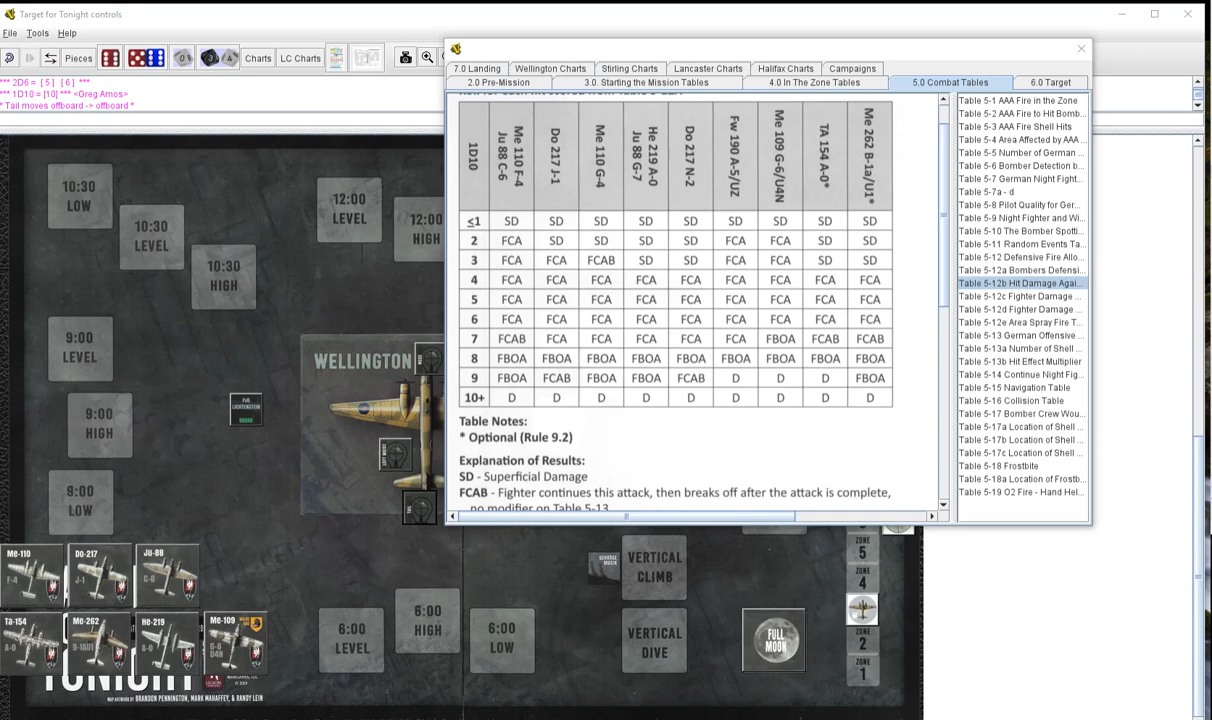 Target for Tonight controls
File Tools Help
Pieces
Charts LC Charts
*** 2D6 = [ 5 ] [ 6 ] ***
*** 1D10 = [10] *** <Greg Amos>
* Tail moves offboard -> offboard *
7.0 Landing Wellington Charts Stirling Charts Lancaster Charts Halifax Charts Campaigns
2.0 Pre-Mission 3.0. Starting the Mission Tables 4.0 In The Zone Tables 5.0 Combat Tables 6.0 Target
1D10
Me 110 F-4
Ju 88 C-6
Do 217 J-1
Me 110 G-4
He 219 A-0
Ju 88 G-7
Do 217 N-2
Fw 190 A-5/UZ
Me 109 G-6/U4N
TA 154 A-0*
Me 262 B-1a/U1*
≤1 SD SD SD SD SD SD SD SD SD
2 FCA SD SD SD SD FCA FCA SD SD
3 FCA FCA FCAB SD SD FCA FCA SD SD
4 FCA FCA FCA FCA FCA FCA FCA FCA FCA
5 FCA FCA FCA FCA FCA FCA FCA FCA FCA
6 FCA FCA FCA FCA FCA FCA FCA FCA FCA
7 FCAB FCA FCA FCA FCA FCA FBOA FCAB FCAB
8 FBOA FBOA FBOA FBOA FBOA FBOA FBOA FBOA FBOA
9 FBOA FCAB FBOA FBOA FCAB D D D FBOA
10+ D D D D D D D D D
Table Notes:
* Optional (Rule 9.2)
Explanation of Results:
SD - Superficial Damage
FCAB - Fighter continues this attack, then breaks off after the attack is complete,
no modifier on Table 5-13
Table 5-1 AAA Fire in the Zone
Table 5-2 AAA Fire to Hit Bomb...
Table 5-3 AAA Fire Shell Hits
Table 5-4 Area Affected by AAA ...
Table 5-5 Number of German ...
Table 5-6 Bomber Detection b...
Table 5-7 German Night Fight...
Table 5-7a - d
Table 5-8 Pilot Quality for Ger...
Table 5-9 Night Fighter and Wi...
Table 5-10 The Bomber Spotti...
Table 5-11 Random Events Ta...
Table 5-12 Defensive Fire Allo...
Table 5-12a Bombers Defensi...
Table 5-12b Hit Damage Agai...
Table 5-12c Fighter Damage ...
Table 5-12d Fighter Damage ...
Table 5-12e Area Spray Fire T...
Table 5-13 German Offensive ...
Table 5-13a Number of Shell ...
Table 5-13b Hit Effect Multiplier
Table 5-14 Continue Night Fig...
Table 5-15 Navigation Table
Table 5-16 Collision Table
Table 5-17 Bomber Crew Wou...
Table 5-17a Location of Shell ...
Table 5-17b Location of Shell ...
Table 5-17c Location of Shell ...
Table 5-18 Frostbite
Table 5-18a Location of Frostb...
Table 5-19 O2 Fire - Hand Hel...
10:30
LOW
10:30
LEVEL
10:30
HIGH
12:00
LEVEL
12:00
HIGH
9:00
LEVEL
9:00
HIGH
9:00
LOW
FuG
LICHTENSTEIN
RADAR
WELLINGTON
Me-110
F-4
Do-217
J-1
Ju-88
C-6
Ta-154
A-0
Me-262
B-1AU1
He-219
A-0
Me-109
G-6
U4N
6:00
LEVEL
6:00
HIGH
6:00
LOW
SCHRÄGE
MUSIK
VERTICAL
CLIMB
VERTICAL
DIVE
FULL
MOON
ZONE
5
ZONE
4
ZONE
2
ZONE
1
TONIGHT
MAP ARTWORK BY BRANDON PENNINGTON, MARK MAHAFFEY, & RANDY LEIN